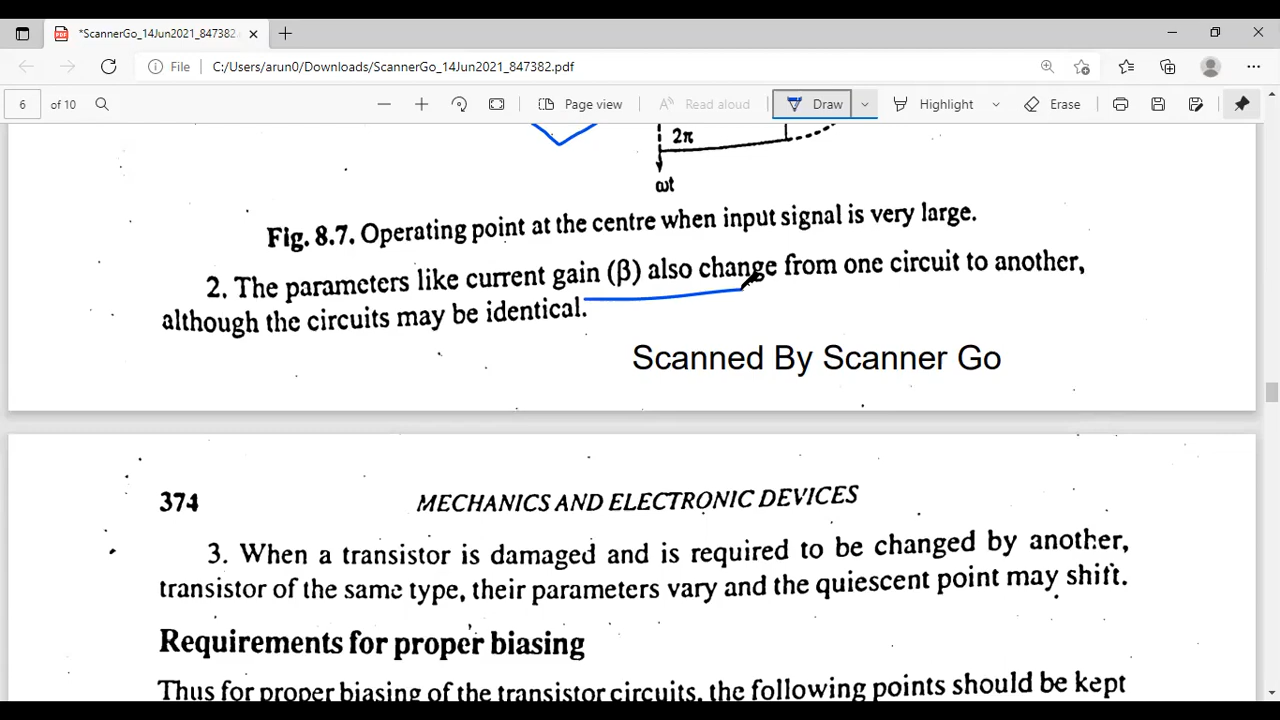 *ScannerGo_14Jun2021_847382.
File C:/Users/arun0/Downloads/ScannerGo_14Jun2021_847382.pdf
6 of 10 Page view Read aloud Draw Highlight Erase
2π
ωt
Fig. 8.7. Operating point at the centre when input signal is very large.
2. The parameters like current gain (β) also change from one circuit to another,
although the circuits may be identical.
Scanned By Scanner Go
374 MECHANICS AND ELECTRONIC DEVICES
3. When a transistor is damaged and is required to be changed by another,
transistor of the same type, their parameters vary and the quiescent point may shift.
Requirements for proper biasing
Thus for proper biasing of the transistor circuits, the following points should be kept